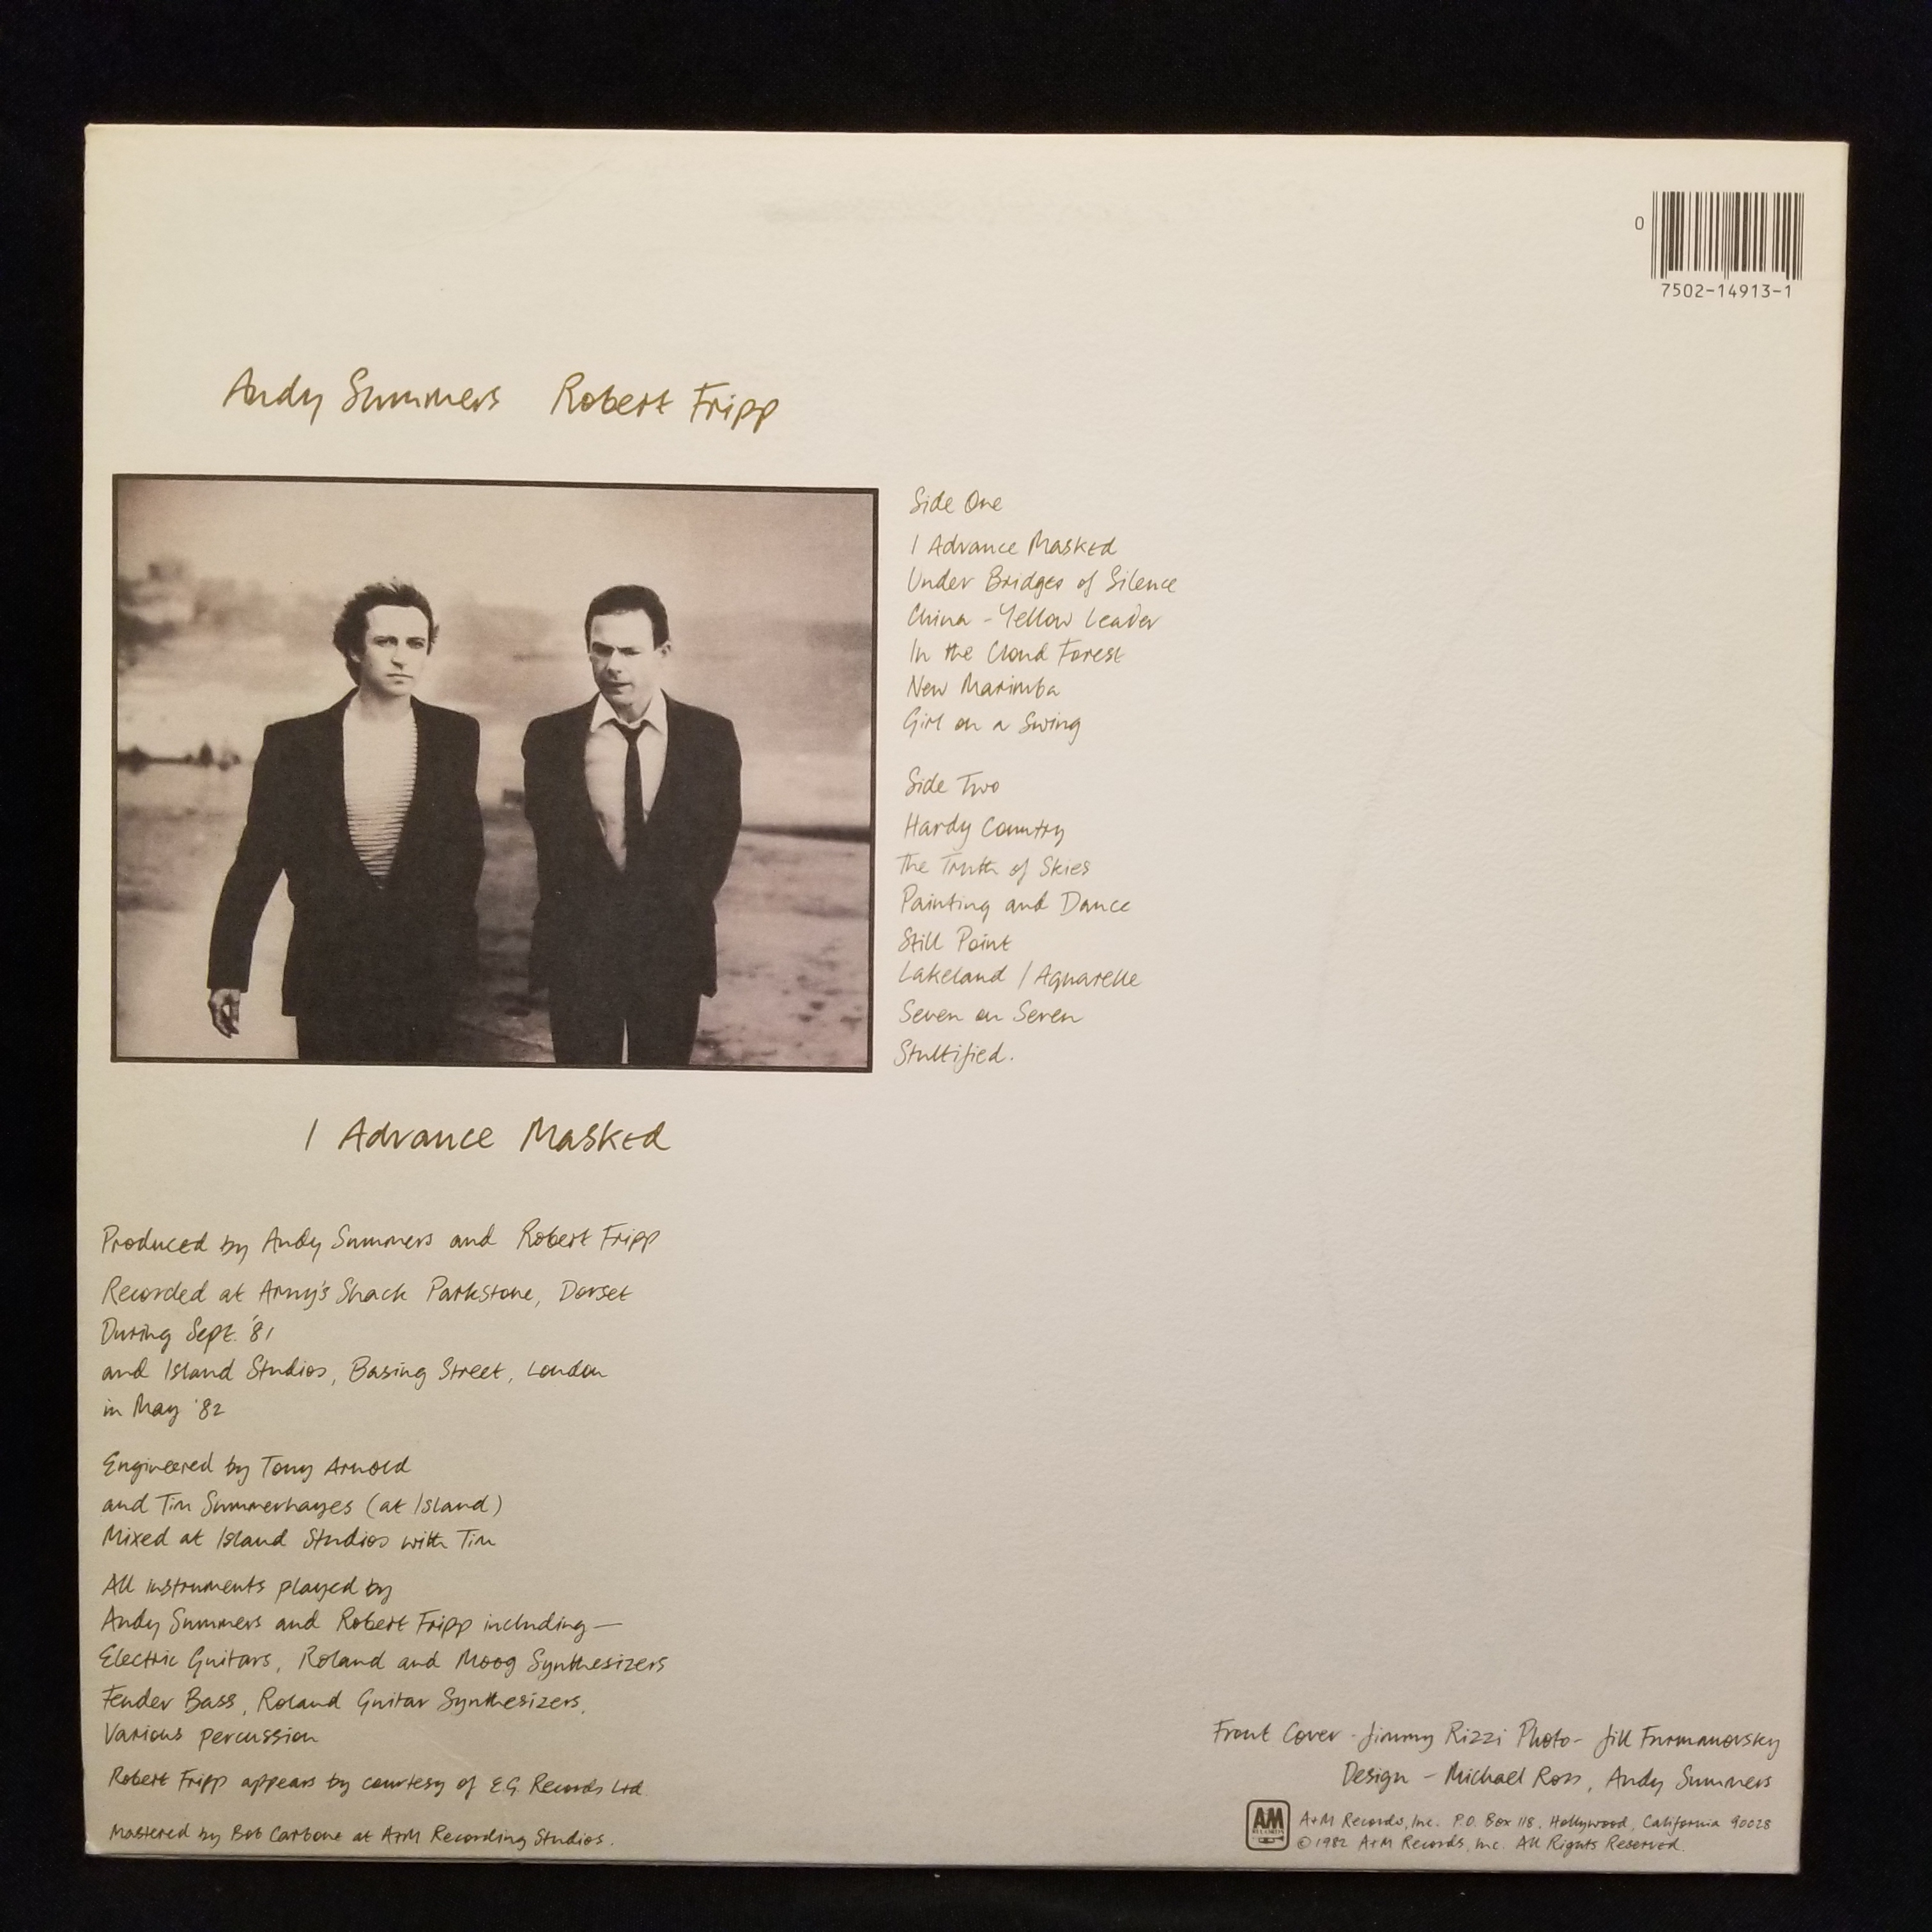 0
7502-14913-1
Andy Summers Robert Fripp
Side One
I Advance Masked
Under Bridges of Silence
China - Yellow Leader
In the Cloud Forest
New Marimba
Girl on a Swing
Side Two
Hardy Country
The Truth of Skies
Painting and Dance
Still Point
Lakeland / Aquarelle
Seven on Seven
Stultified.
I Advance Masked
Produced by Andy Summers and Robert Fripp
Recorded at Arny's Shack Parkstone, Dorset
During Sept. '81
and Island Studios, Basing Street, London
in May '82
Engineered by Tony Arnold
and Tim Summerhayes (at Island)
Mixed at Island Studios with Tim
All instruments played by
Andy Summers and Robert Fripp including —
Electric Guitars, Roland and Moog Synthesizers
Fender Bass, Roland Guitar Synthesizers,
Various percussion
Robert Fripp appears by courtesy of E.G. Records Ltd.
Mastered by Bob Carbone at A+M Recording Studios.
Front Cover - Jimmy Rizzi Photo - Jill Furmanovsky
Design - Michael Ross, Andy Summers
AM RECORDS
A+M Records, Inc. P.O. Box 118, Hollywood, California 90028
©1982 A+M Records, Inc. All Rights Reserved.